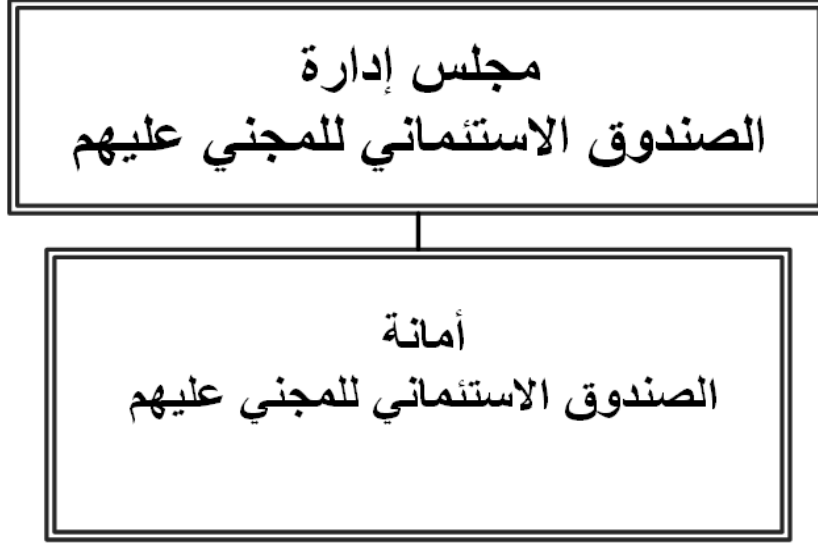 مجلس إدارة
الصندوق الاستئماني للمجني عليهم
أمانة
الصندوق الاستئماني للمجني عليهم